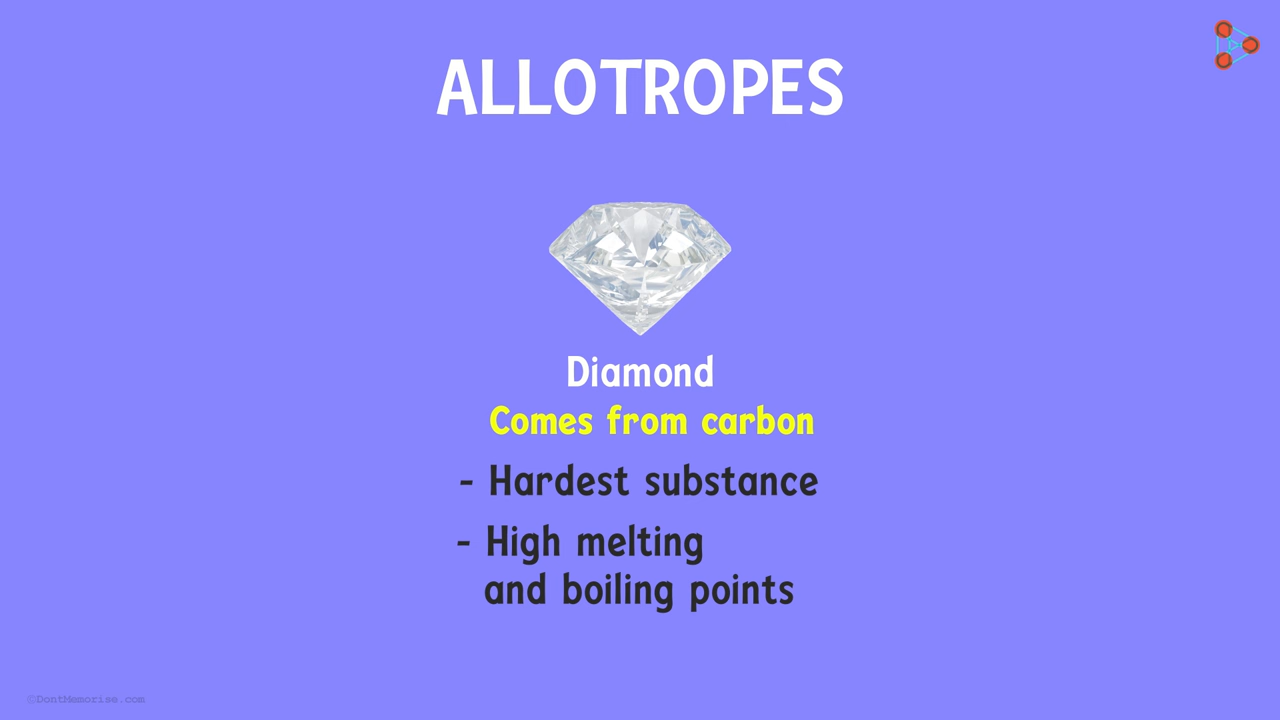 ALLOTROPES
Diamond
Comes from carbon
- Hardest substance
- High melting
and boiling points
©DontMemorise.com